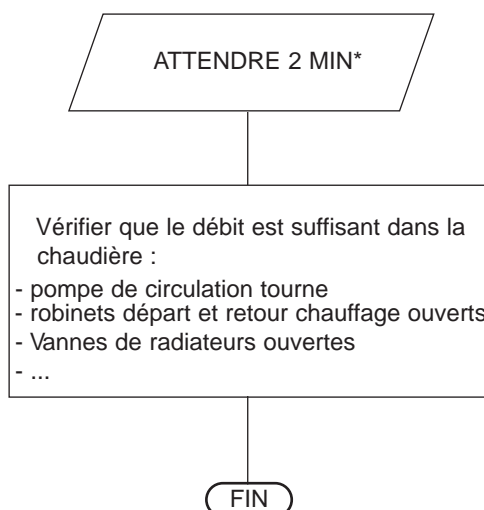 ATTENDRE 2 MIN*
Vérifier que le débit est suffisant dans la
chaudière :
- pompe de circulation tourne
- robinets départ et retour chauffage ouverts
- Vannes de radiateurs ouvertes
- ...
FIN